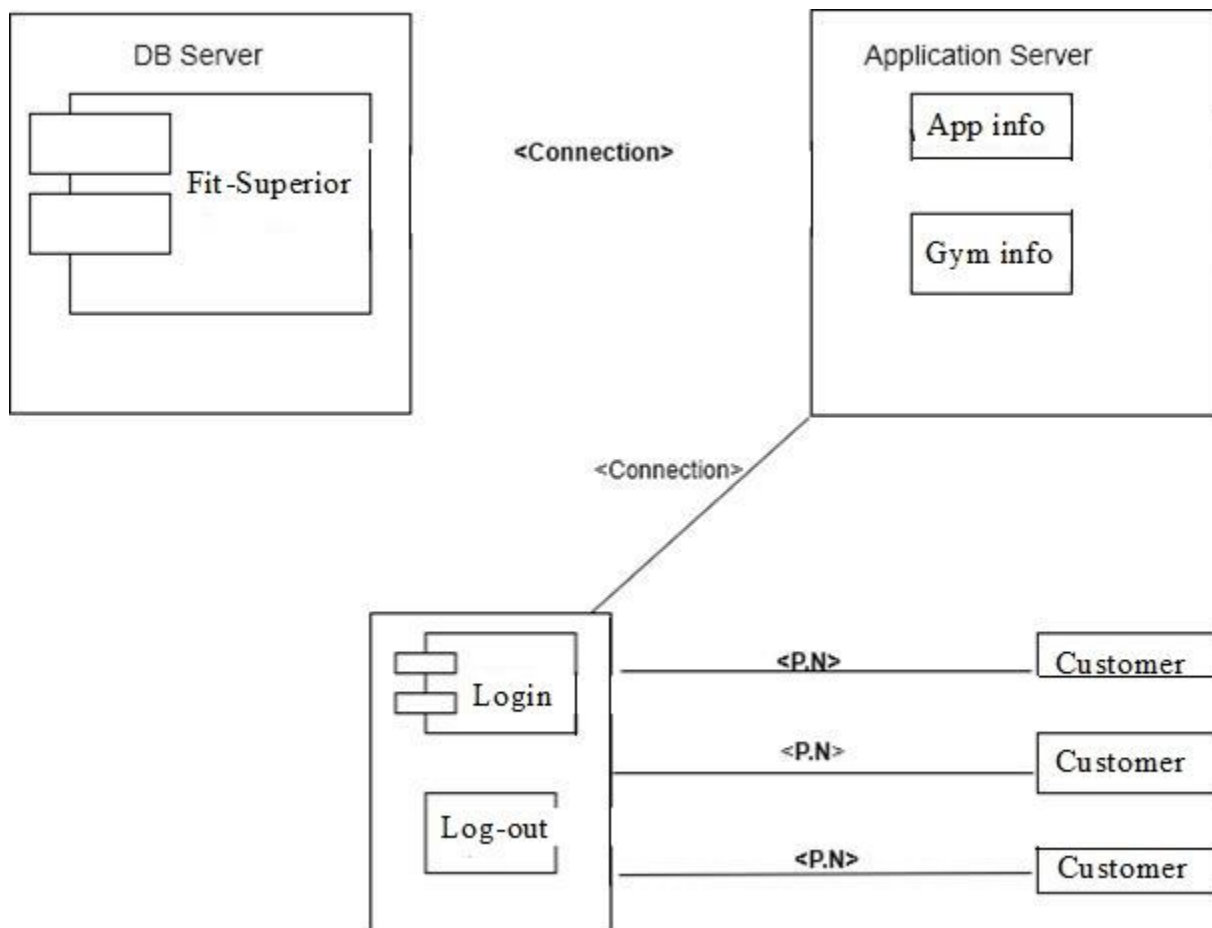 DB Server
Application Server
App info
<Connection>
Fit-Superior
Gym info
<Connection>
<P.N>
Customer
Login
<P.N>
Customer
Log-out
<P.N>
Customer